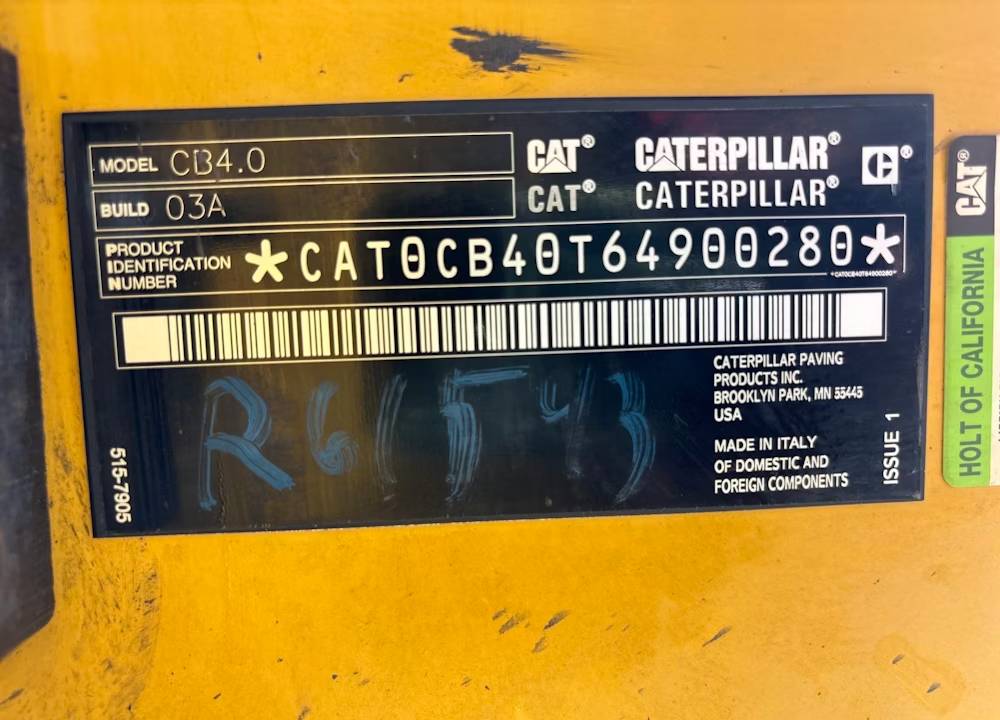 MODEL CB4.0
BUILD 03A
CAT® CATERPILLAR® C®
CAT® CATERPILLAR®
PRODUCT
IDENTIFICATION
NUMBER
*CAT0CB40T64900280*
*CAT0CB40T64900280*
R61543
CATERPILLAR PAVING
PRODUCTS INC.
BROOKLYN PARK, MN 55445
USA
MADE IN ITALY
OF DOMESTIC AND
FOREIGN COMPONENTS
ISSUE 1
515-7905
CAT®
HOLT OF CALIFORNIA